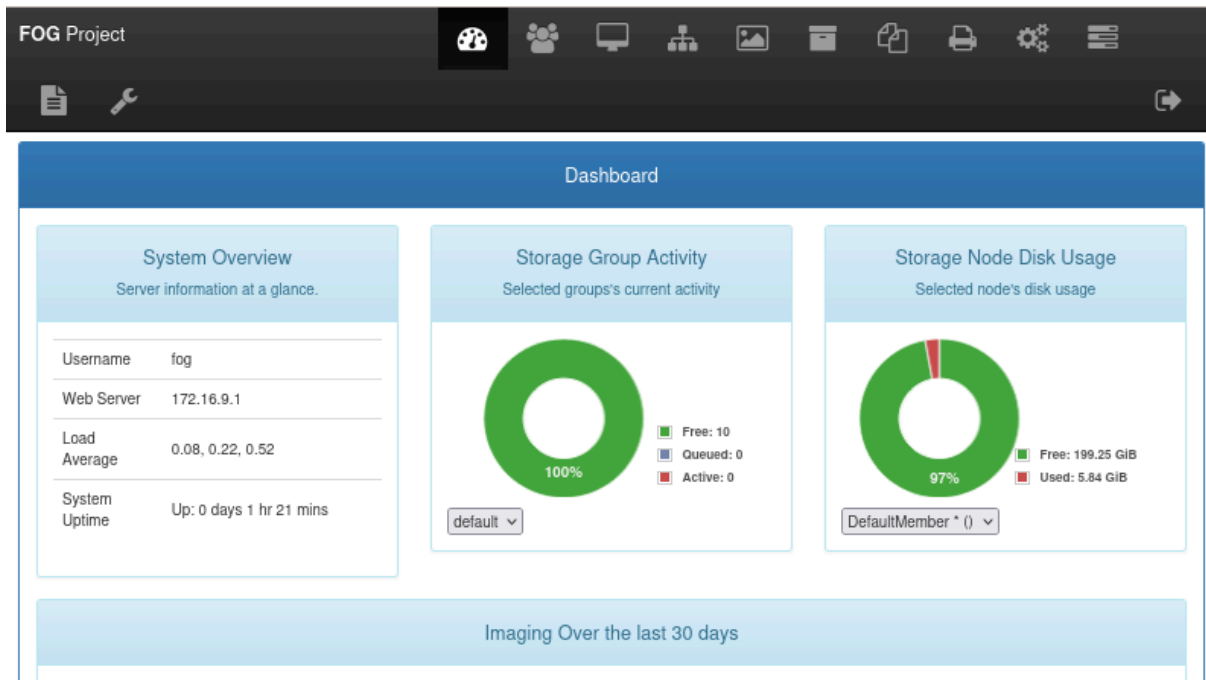 FOG Project
Dashboard
System Overview
Server information at a glance.
Username fog
Web Server 172.16.9.1
Load
Average
0.08, 0.22, 0.52
System
Uptime
Up: 0 days 1 hr 21 mins
Storage Group Activity
Selected groups's current activity
100%
Free: 10
Queued: 0
Active: 0
default
Storage Node Disk Usage
Selected node's disk usage
97%
Free: 199.25 GiB
Used: 5.84 GiB
DefaultMember * ()
Imaging Over the last 30 days